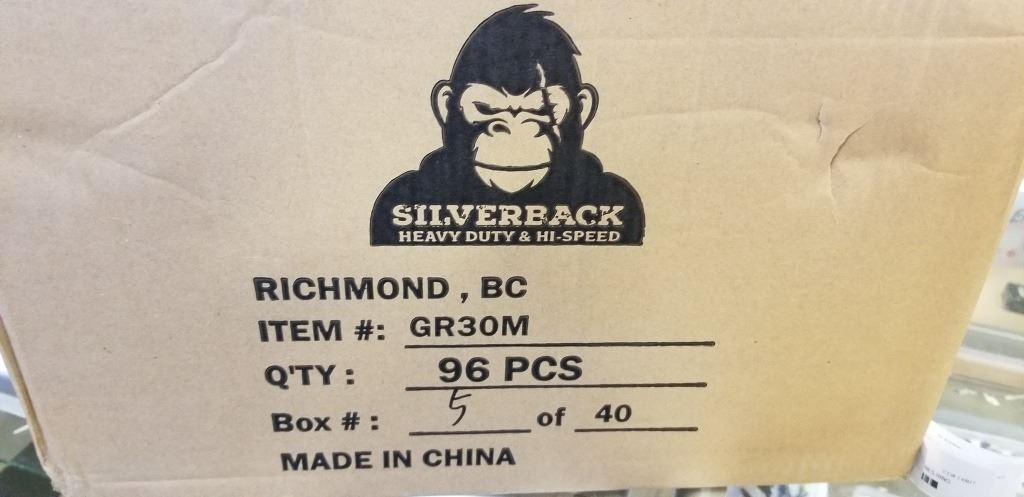 SILVERBACK
HEAVY DUTY & HI-SPEED
RICHMOND , BC
ITEM #: GR30M
Q'TY : 96 PCS
Box # : 5 of 40
MADE IN CHINA